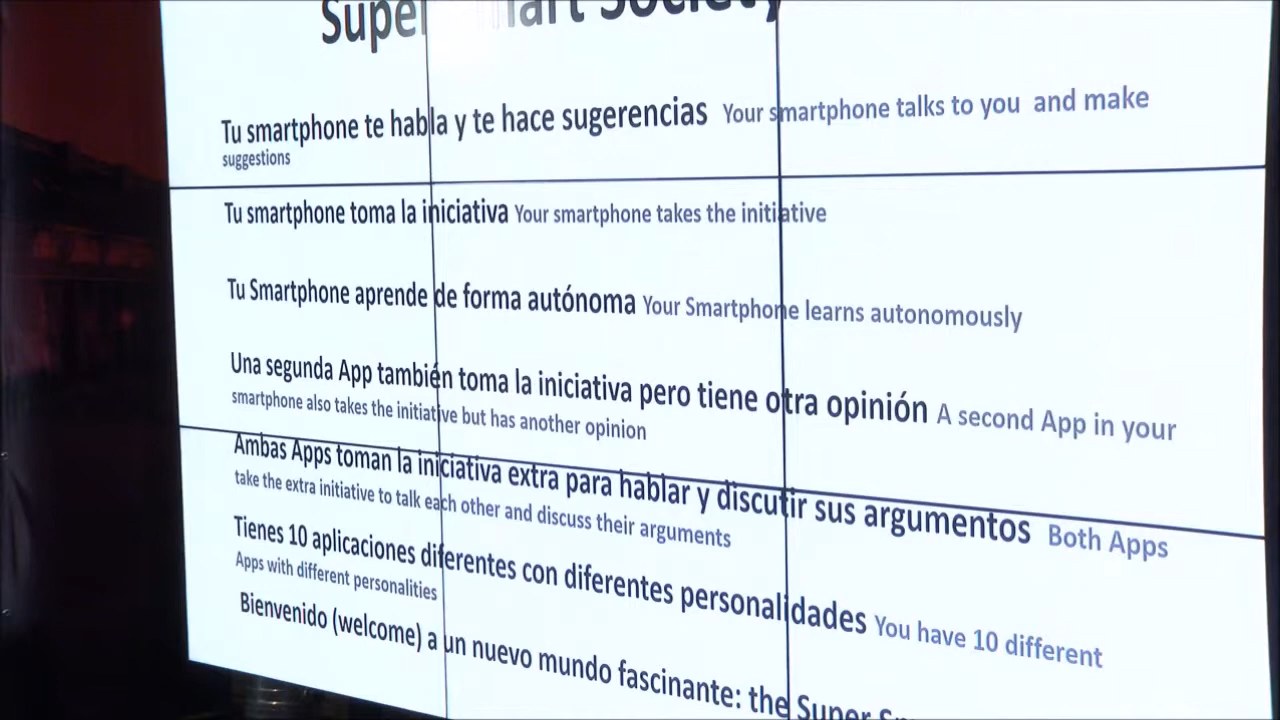 Super Society
Tu smartphone te habla y te hace sugerencias Your smartphone talks to you and make
suggestions
Tu smartphone toma la iniciativa Your smartphone takes the initiative
Tu Smartphone aprende de forma autónoma Your Smartphone learns autonomously
Una segunda App también toma la iniciativa pero tiene otra opinión A second App in your
smartphone also takes the initiative but has another opinion
Ambas Apps toman la iniciativa extra para hablar y discutir sus argumentos Both Apps
take the extra initiative to talk each other and discuss their arguments
Tienes 10 aplicaciones diferentes con diferentes personalidades You have 10 different
Apps with different personalities
Bienvenido (welcome) a un nuevo mundo fascinante: the Super